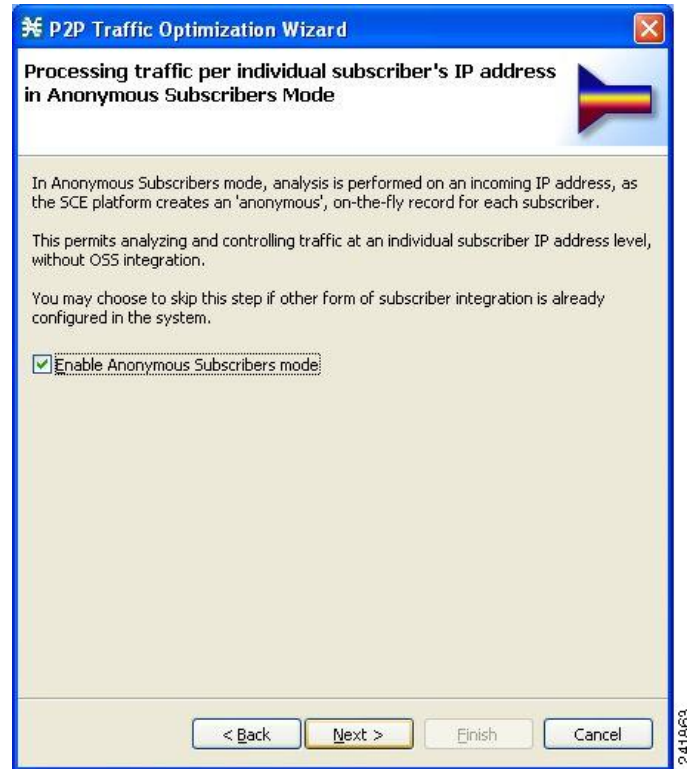 P2P Traffic Optimization Wizard
Processing traffic per individual subscriber's IP address
in Anonymous Subscribers Mode
In Anonymous Subscribers mode, analysis is performed on an incoming IP address, as
the SCE platform creates an 'anonymous', on-the-fly record for each subscriber.
This permits analyzing and controlling traffic at an individual subscriber IP address level,
without OSS integration.
You may choose to skip this step if other form of subscriber integration is already
configured in the system.
Enable Anonymous Subscribers mode
< Back Next > Finish Cancel
241863